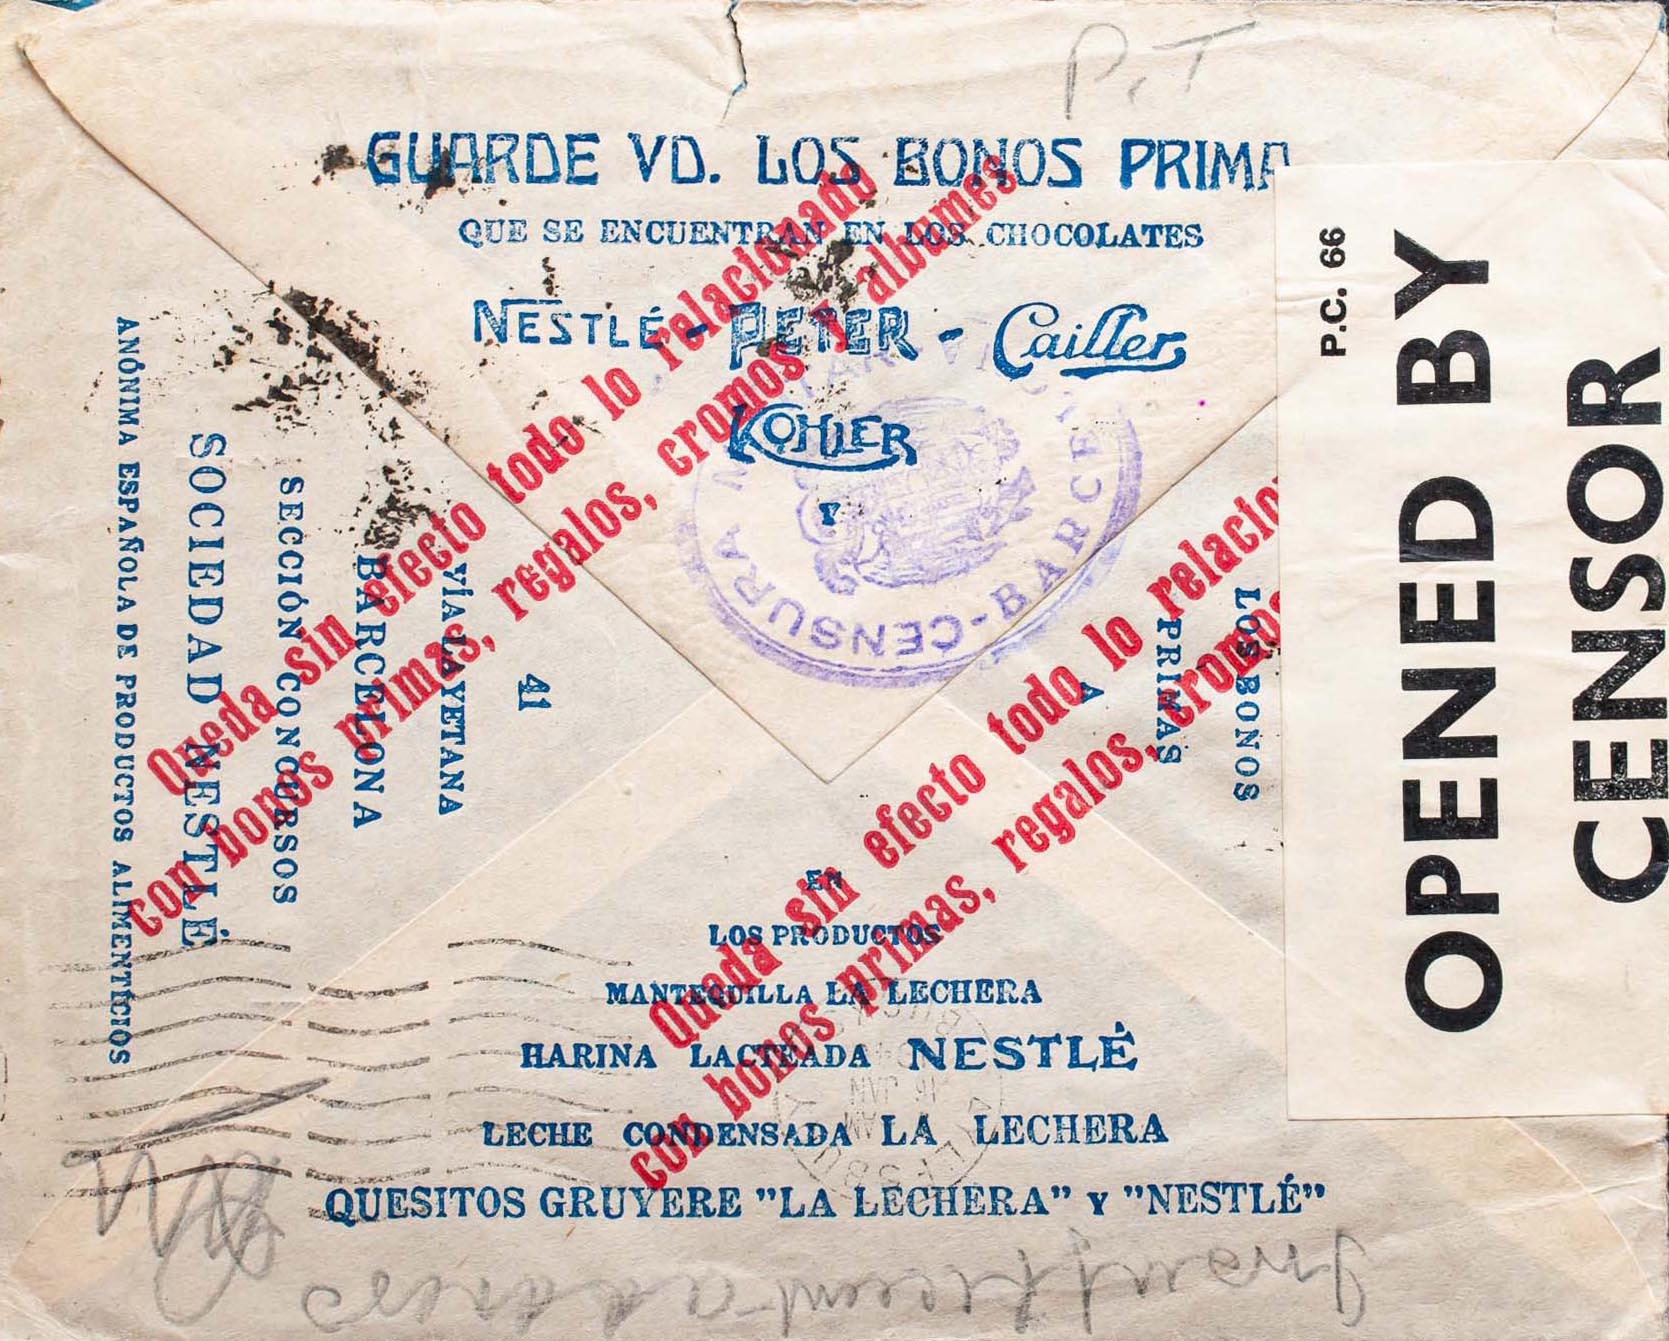 P.T
GUARDE VD. LOS BONOS PRIMA
QUE SE ENCUENTRAN EN LOS CHOCOLATES
NESTLÉ - PETER - Cailler
KOHLER
Y
LOS BONOS
PRIMAS
A
41
VÍA LAYETANA
BARCELONA
SECCIÓN CONCURSOS
SOCIEDAD NESTLÉ
ANÓNIMA ESPAÑOLA DE PRODUCTOS ALIMENTICIOS
EN
LOS PRODUCTOS
MANTEQUILLA LA LECHERA
HARINA LACTEADA NESTLÉ
LECHE CONDENSADA LA LECHERA
QUESITOS GRUYERE "LA LECHERA" Y "NESTLÉ"
Queda sin efecto todo lo relacionado
con bonos primas, regalos, cromos y albumes
Queda sin efecto todo lo relacio
con bonos primas, regalos, cromos
CENSURA
-BARCE
P.C. 66
OPENED BY
CENSOR